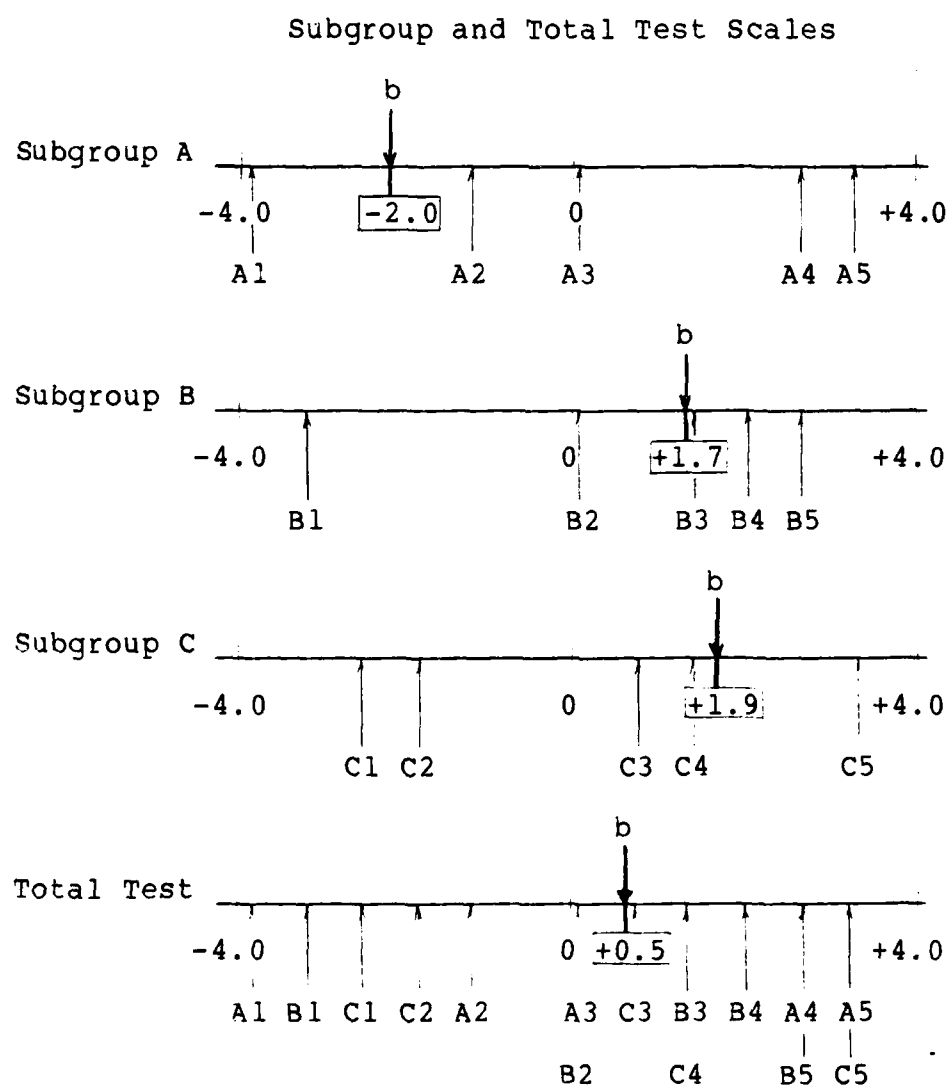 Subgroup and Total Test Scales
b
Subgroup A
-4.0 -2.0 0 +4.0
A1 A2 A3 A4 A5
b
Subgroup B
-4.0 0 +1.7 +4.0
B1 B2 B3 B4 B5
b
Subgroup C
-4.0 0 +1.9 +4.0
C1 C2 C3 C4 C5
b
Total Test
-4.0 0 +0.5 +4.0
A1 B1 C1 C2 A2 A3 C3 B3 B4 A4 A5
B2 C4 B5 C5